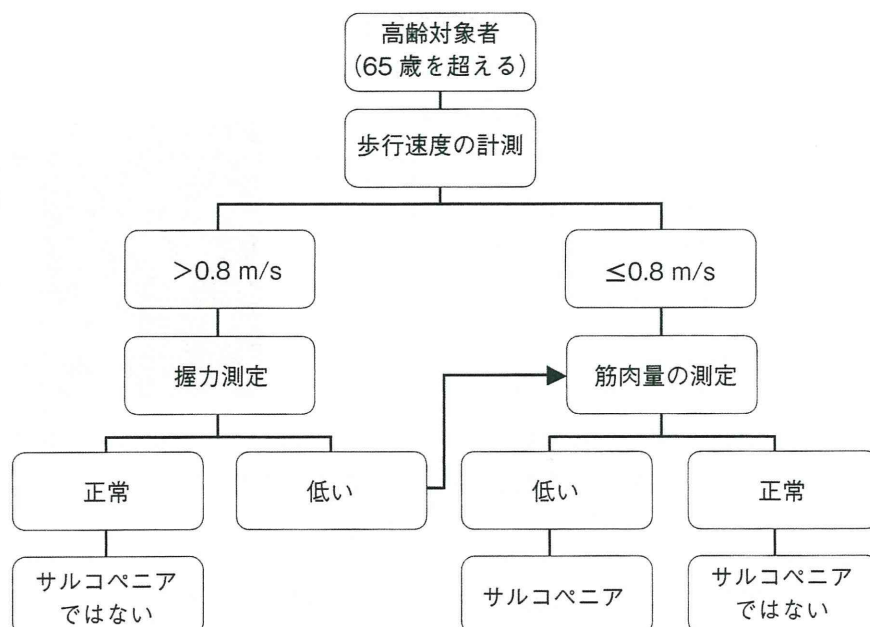 高齢対象者
(65歳を超える)
歩行速度の計測
>0.8 m/s
≦0.8 m/s
握力測定
筋肉量の測定
正常
低い
低い
正常
サルコペニア
ではない
サルコペニア
サルコペニア
ではない